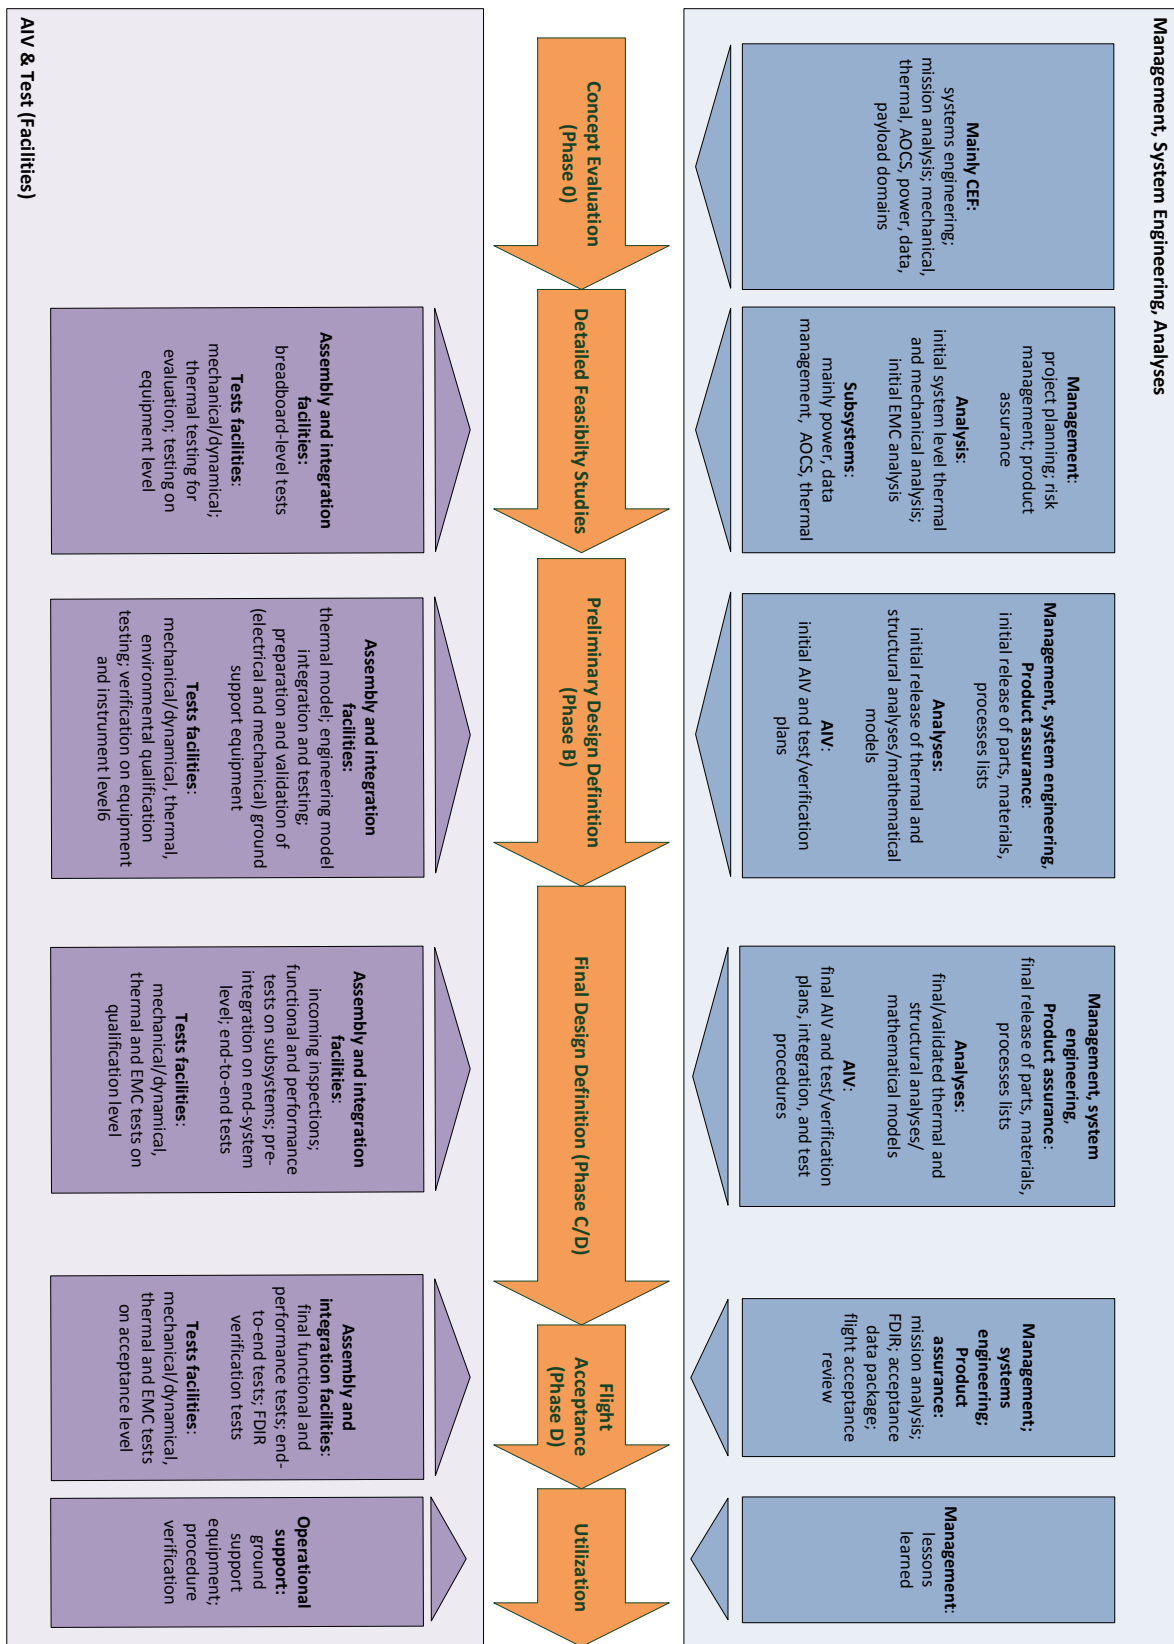 Management, System Engineering, Analyses
Mainly CEF:
systems engineering;
mission analysis; mechanical,
thermal, AOCS, power, data,
payload domains
Management:
project planning; risk
management; product
assurance
Analysis:
initial system level thermal
and mechanical analysis;
initial EMC analysis
Subsystems:
mainly power, data
management, AOCS, thermal
Management, system engineering,
Product assurance:
initial release of parts, materials,
processes lists
Analyses:
initial release of thermal and
structural analyses/mathematical
models
AIV:
initial AIV and test/verification
plans
Management, system
engineering,
Product assurance:
final release of parts, materials,
processes lists
Analyses:
final/validated thermal and
structural analyses/
mathematical models
AIV:
final AIV and test/verification
plans, integration, and test
procedures
Management;
systems
engineering;
Product
assurance:
mission analysis;
FDIR; acceptance
data package;
flight acceptance
review
Management:
lessons
learned
Concept Evaluation
(Phase 0)
Detailed Feasibilty Studies
Preliminary Design Definition
(Phase B)
Final Design Definition (Phase C/D)
Flight
Acceptance
(Phase D)
Utilization
Assembly and integration
facilities:
breadboard-level tests
Tests facilities:
mechanical/dynamical;
thermal testing for
evaluation; testing on
equipment level
Assembly and integration
facilities:
thermal model; engineering model
integration and testing;
preparation and validation of
(electrical and mechanical) ground
support equipment
Tests facilities:
mechanical/dynamical, thermal,
environmental qualification
testing; verification on equipment
and instrument level6
Assembly and integration
facilities:
incoming inspections;
functional and performance
tests on subsystems; pre-
integration on end-system
level; end-to-end tests
Tests facilities:
mechanical/dynamical,
thermal and EMC tests on
qualification level
Assembly and
integration facilities:
final functional and
performance tests; end-
to-end tests; FDIR
verification tests
Tests facilities:
mechanical/dynamical,
thermal and EMC tests
on acceptance level
Operational
support:
ground
support
equipment;
procedure
verification
AIV & Test (Facilities)